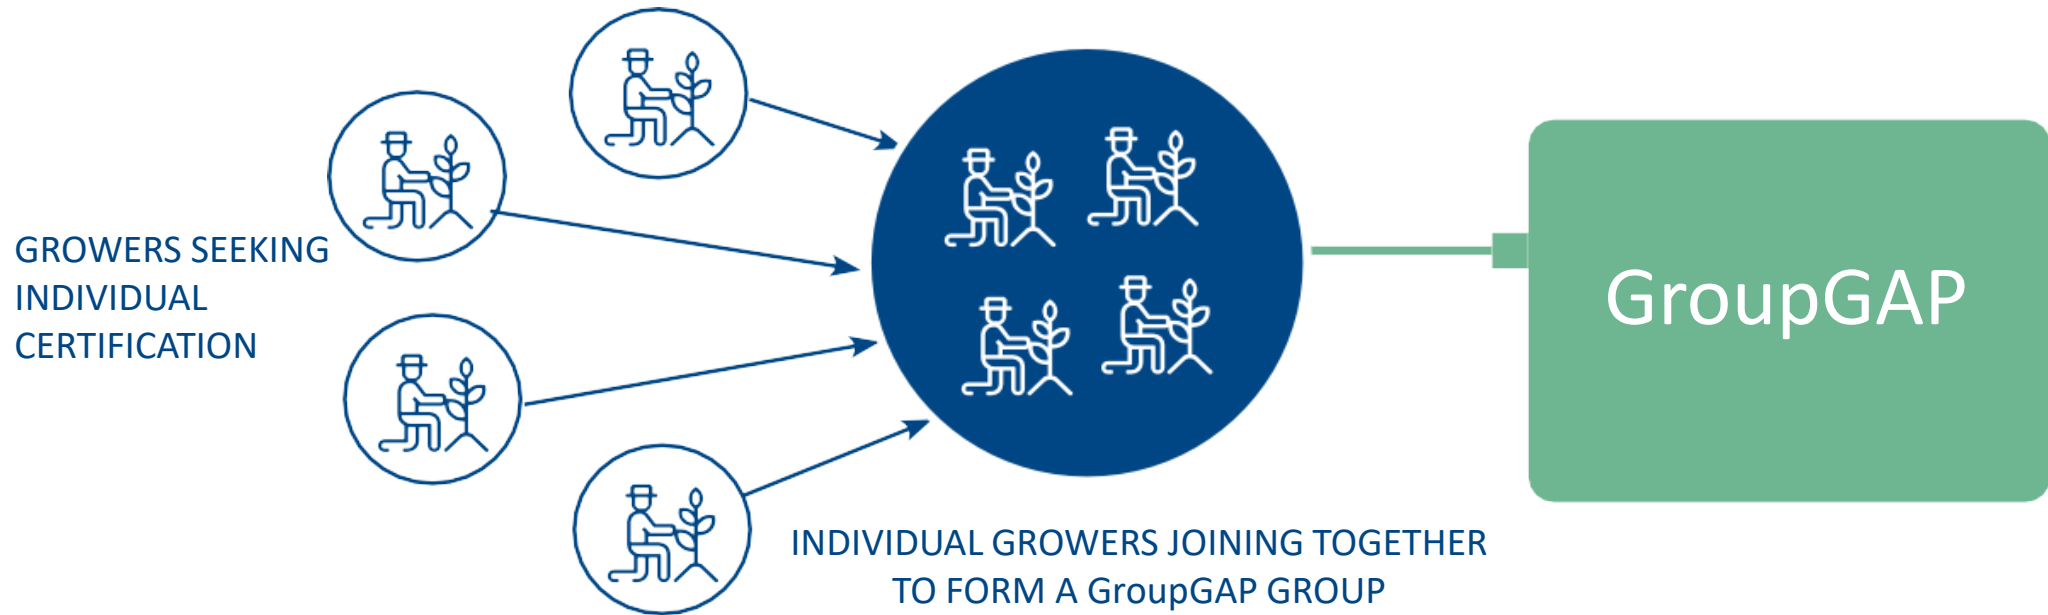 GROWERS SEEKING
INDIVIDUAL
CERTIFICATION
INDIVIDUAL GROWERS JOINING TOGETHER
TO FORM A GroupGAP GROUP
GroupGAP